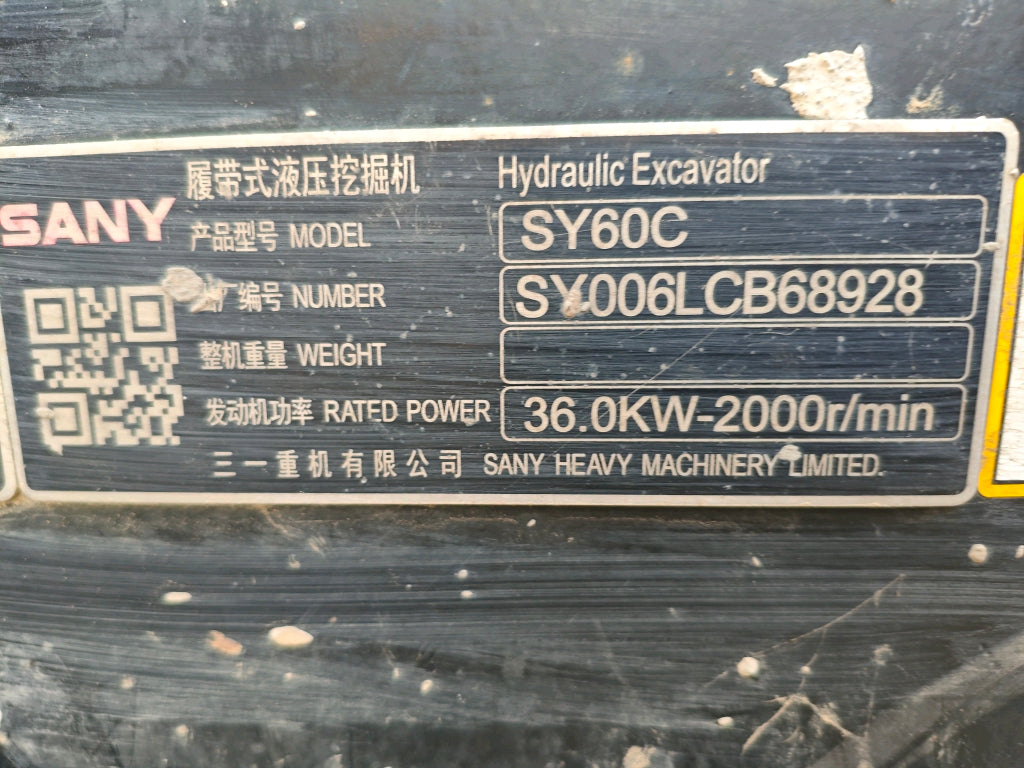 履带式液压挖掘机 Hydraulic Excavator
SANY
产品型号 MODEL SY60C
出厂编号 NUMBER SY006LCB68928
整机重量 WEIGHT
发动机功率 RATED POWER 36.0KW-2000r/min
三一重机有限公司 SANY HEAVY MACHINERY LIMITED.